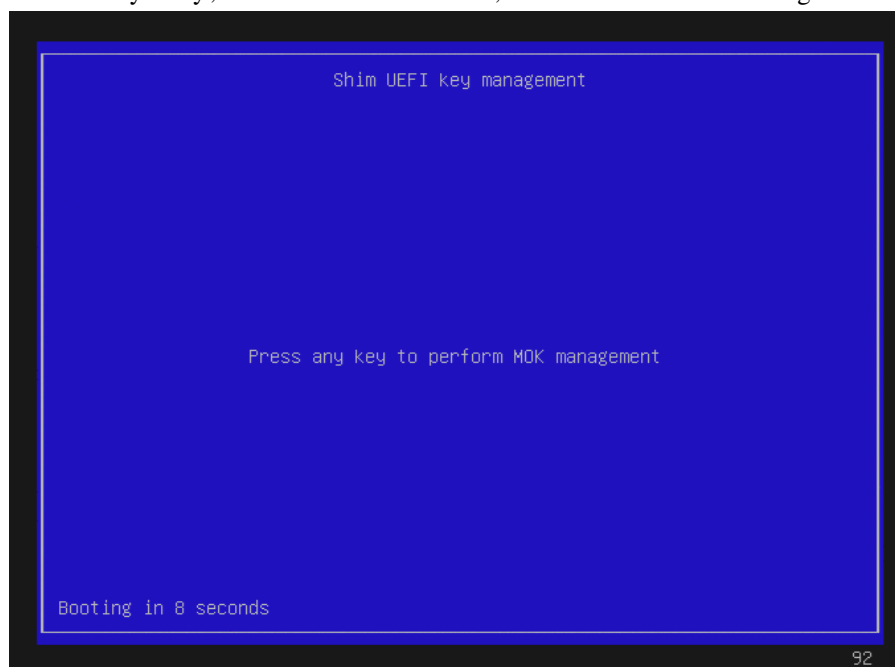 Shim UEFI key management
Press any key to perform MOK management
Booting in 8 seconds
92